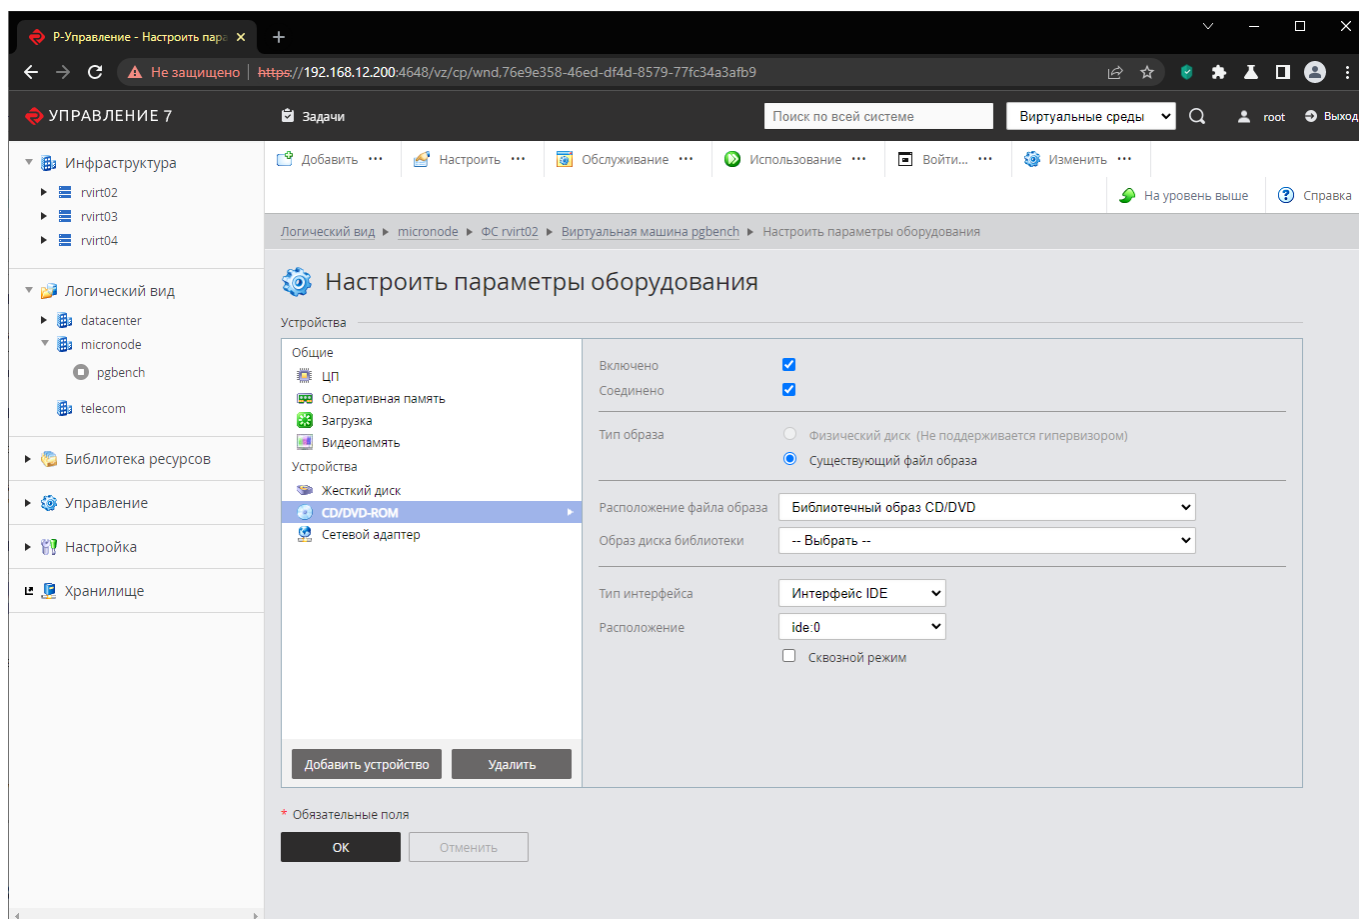 Р-Управление - Настроить пара
Не защищено https://192.168.12.200:4648/vz/cp/wnd,76e9e358-46ed-df4d-8579-77fc34a3afb9
УПРАВЛЕНИЕ 7
Задачи
Поиск по всей системе
Виртуальные среды
root
Выход
Инфраструктура
rvirt02
rvirt03
rvirt04
Логический вид
datacenter
micronode
pgbench
telecom
Библиотека ресурсов
Управление
Настройка
Хранилище
Добавить ••• Настроить ••• Обслуживание ••• Использование ••• Войти... ••• Изменить •••
На уровень выше Справка
Логический вид micronode ФС rvirt02 Виртуальная машина pgbench Настроить параметры оборудования
Настроить параметры оборудования
Устройства
Общие
ЦП
Оперативная память
Загрузка
Видеопамять
Устройства
Жесткий диск
CD/DVD-ROM
Сетевой адаптер
Добавить устройство Удалить
Включено
Соединено
Тип образа
Физический диск (Не поддерживается гипервизором)
Существующий файл образа
Расположение файла образа Библиотечный образ CD/DVD
Образ диска библиотеки -- Выбрать --
Тип интерфейса Интерфейс IDE
Расположение ide:0
Сквозной режим
* Обязательные поля
ОК Отменить